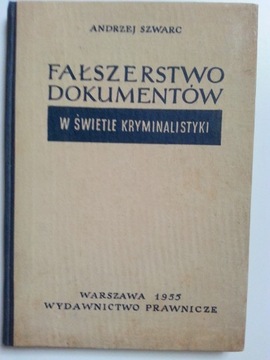 ANDRZEJ SZWARC
FAŁSZERSTWO
DOKUMENTÓW
W ŚWIETLE KRYMINALISTYKI
WARSZAWA 1955
WYDAWNICTWO PRAWNICZE